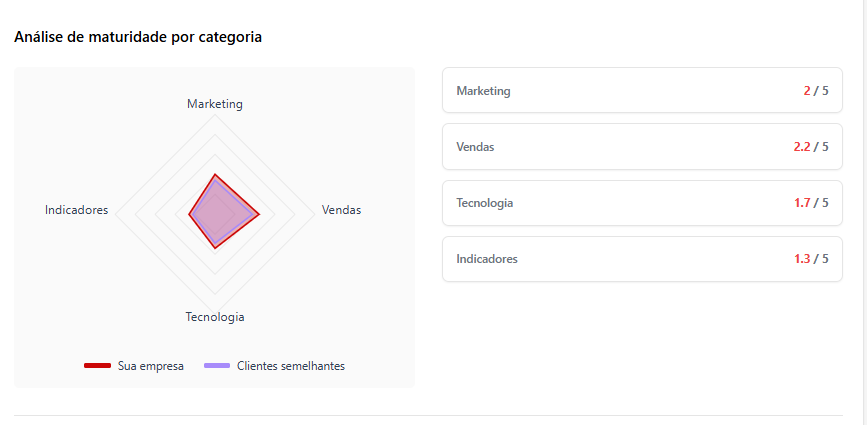 Análise de maturidade por categoria
Marketing
Indicadores
Vendas
Tecnologia
Sua empresa
Clientes semelhantes
Marketing 2 / 5
Vendas 2.2 / 5
Tecnologia 1.7 / 5
Indicadores 1.3 / 5